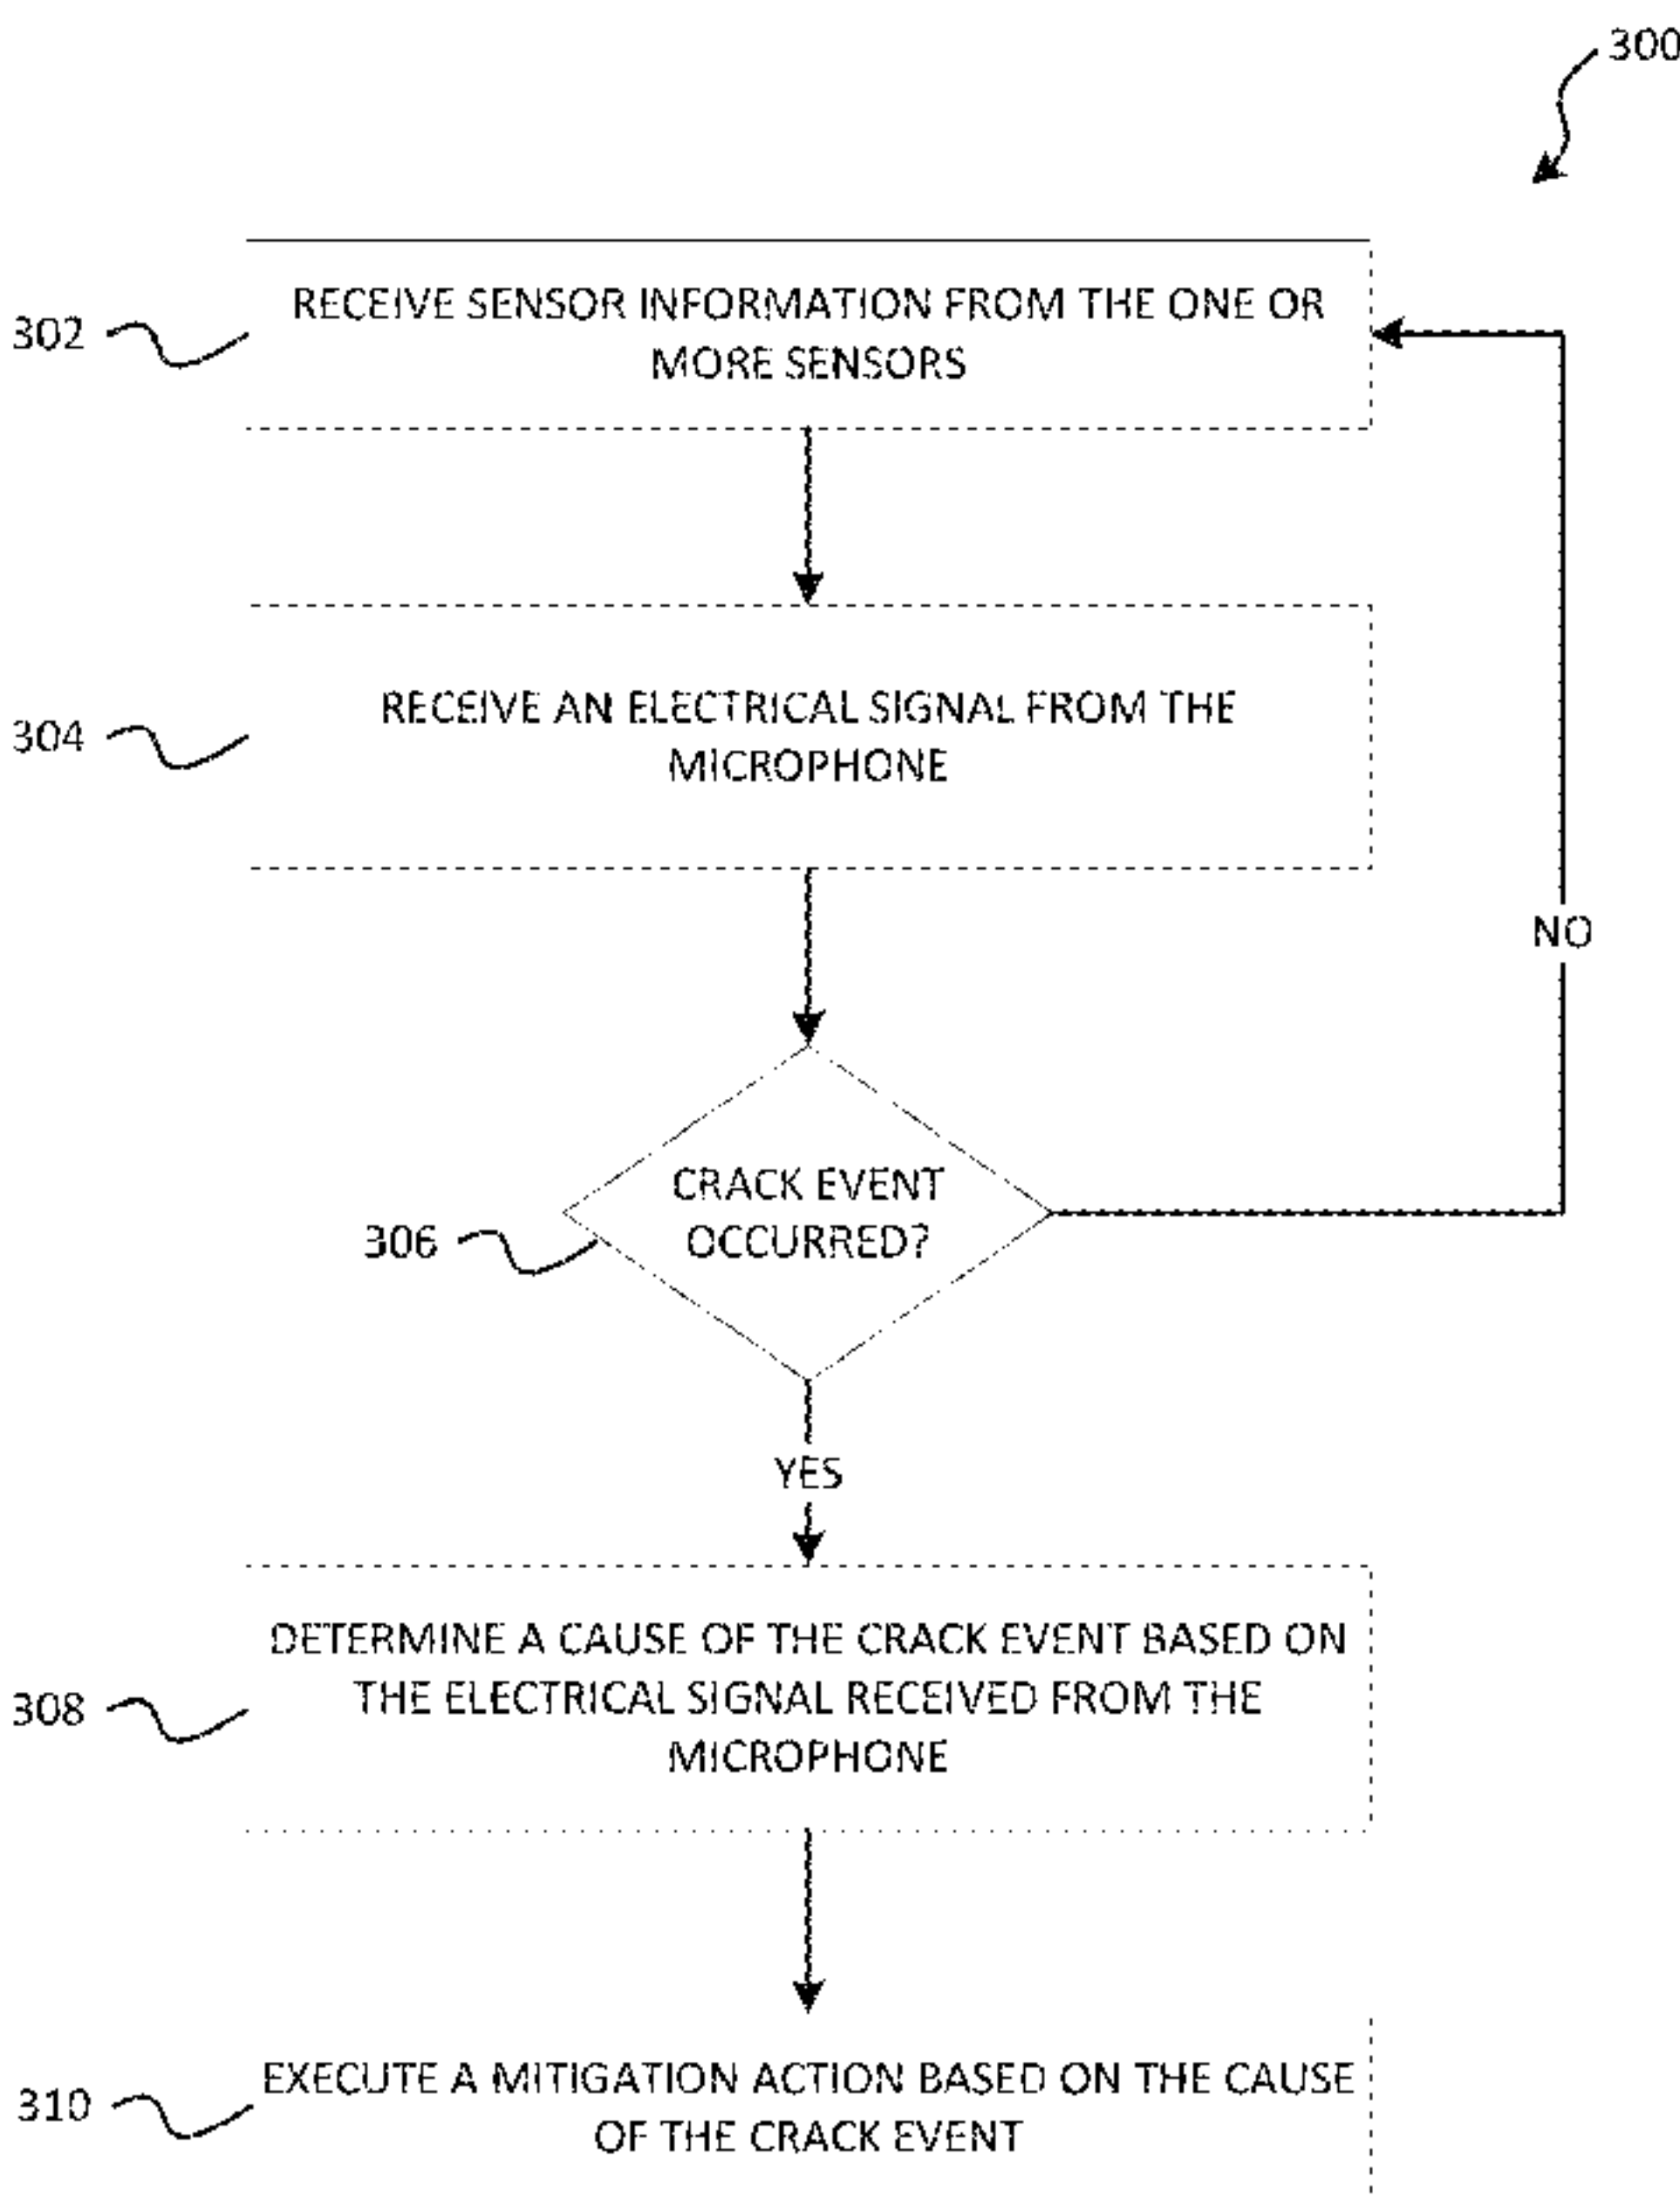 300
302
RECEIVE SENSOR INFORMATION FROM THE ONE OR
MORE SENSORS
304
RECEIVE AN ELECTRICAL SIGNAL FROM THE
MICROPHONE
NO
306
CRACK EVENT
OCCURRED?
YES
308
DETERMINE A CAUSE OF THE CRACK EVENT BASED ON
THE ELECTRICAL SIGNAL RECEIVED FROM THE
MICROPHONE
310
EXECUTE A MITIGATION ACTION BASED ON THE CAUSE
OF THE CRACK EVENT